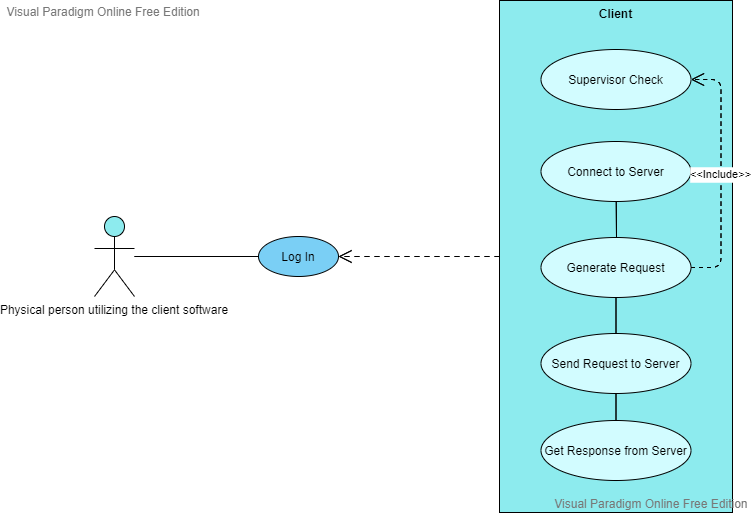 Visual Paradigm Online Free Edition
Client
Supervisor Check
Connect to Server
<<Include>>
Log In
Generate Request
Physical person utilizing the client software
Send Request to Server
Get Response from Server
Visual Paradigm Online Free Edition